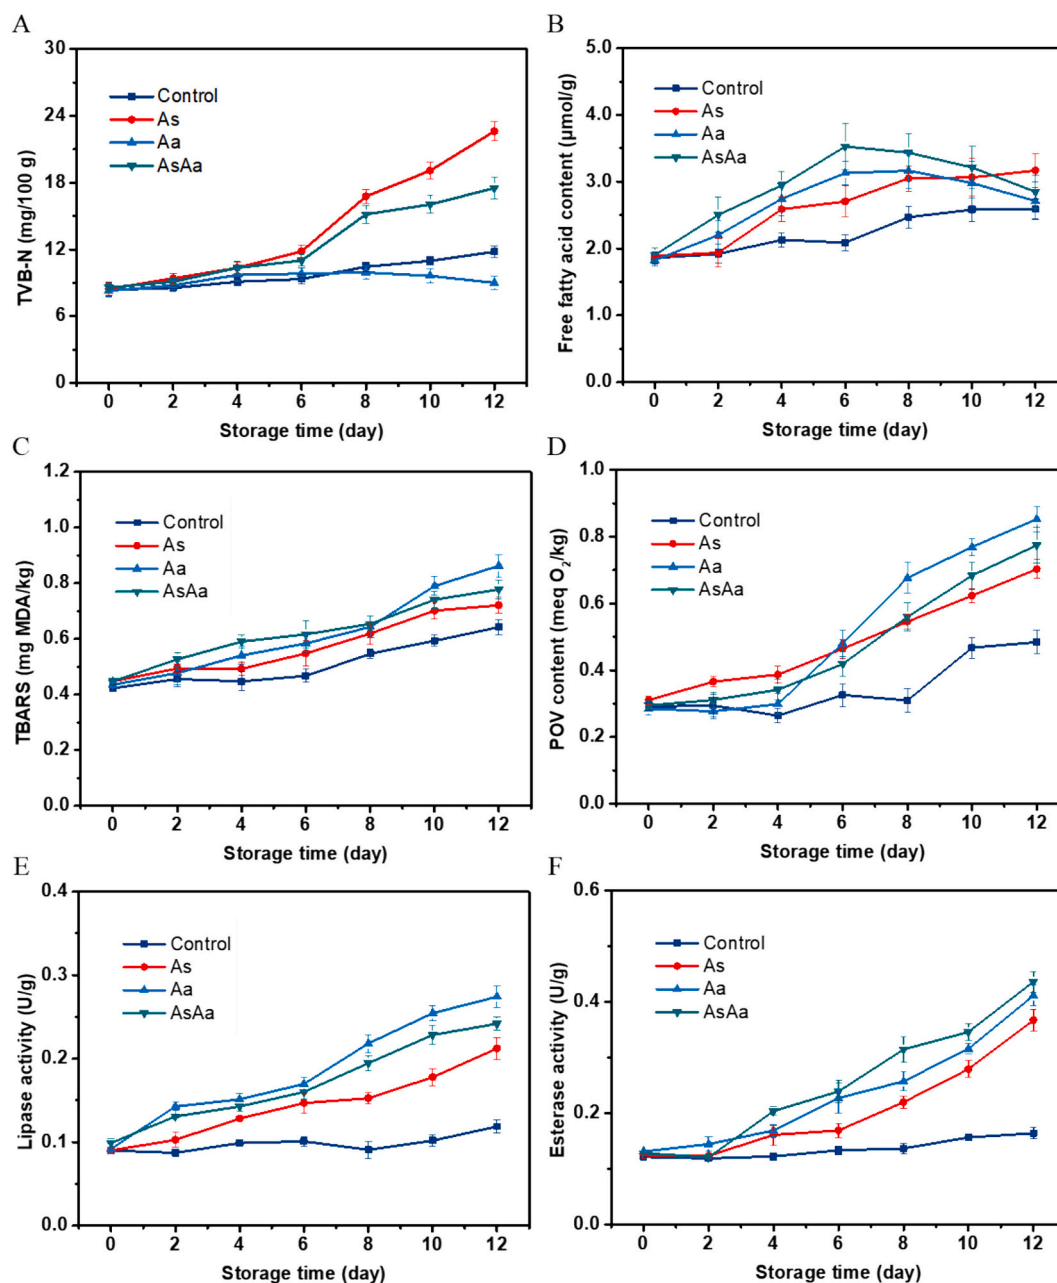 A
TVB-N (mg/100 g)
30
24
18
12
6
0
Control
As
Aa
AsAa
0 2 4 6 8 10 12
Storage time (day)
B
Free fatty acid content (μmol/g)
5.0
4.0
3.0
2.0
1.0
0.0
Control
As
Aa
AsAa
0 2 4 6 8 10 12
Storage time (day)
C
TBARS (mg MDA/kg)
1.2
1.0
0.8
0.6
0.4
0.2
0.0
Control
As
Aa
AsAa
0 2 4 6 8 10 12
Storage time (day)
D
POV content (meq O₂/kg)
1.0
0.8
0.6
0.4
0.2
0.0
Control
As
Aa
AsAa
0 2 4 6 8 10 12
Storage time (day)
E
Lipase activity (U/g)
0.4
0.3
0.2
0.1
0.0
Control
As
Aa
AsAa
0 2 4 6 8 10 12
Storage time (day)
F
Esterase activity (U/g)
0.6
0.4
0.2
0.0
Control
As
Aa
AsAa
0 2 4 6 8 10 12
Storage time (day)